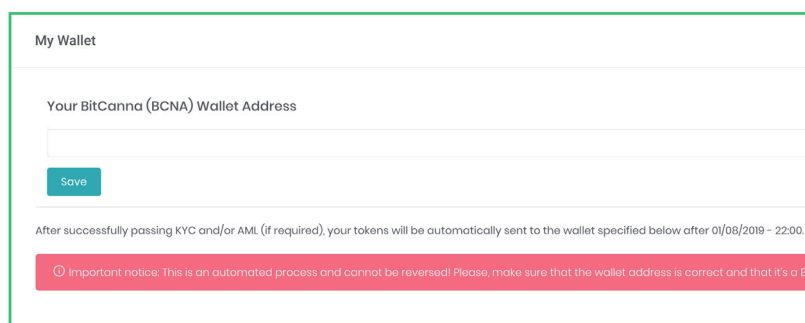 My Wallet
Your BitCanna (BCNA) Wallet Address
Save
After successfully passing KYC and/or AML (if required), your tokens will be automatically sent to the wallet specified below after 01/08/2019 - 22:00.
Important notice: This is an automated process and cannot be reversed! Please, make sure that the wallet address is correct and that it's a B